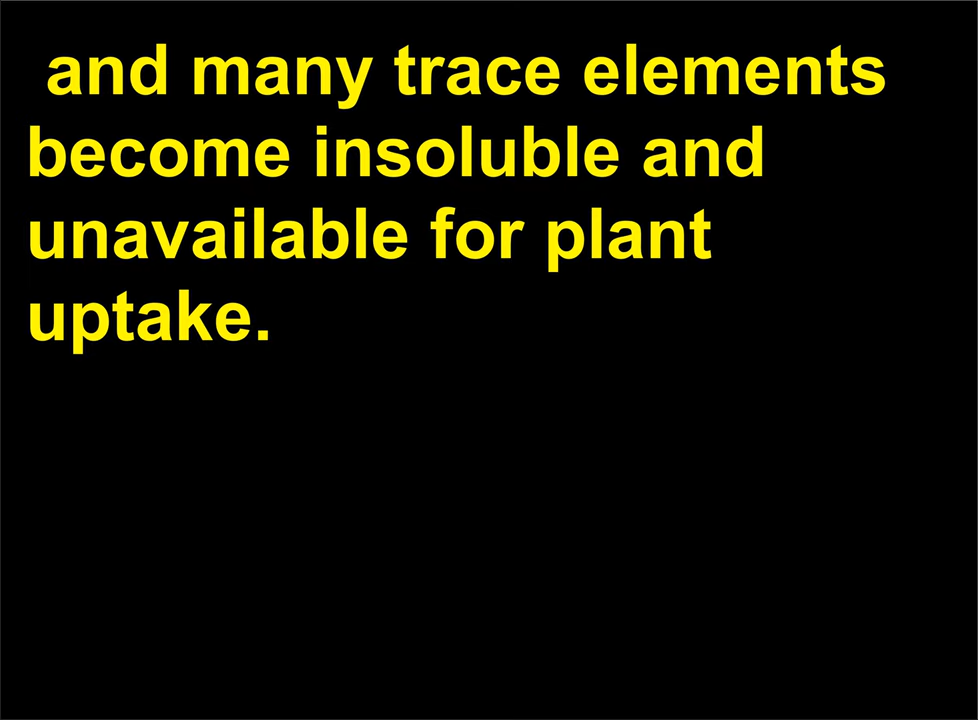 and many trace elements
become insoluble and
unavailable for plant
uptake.